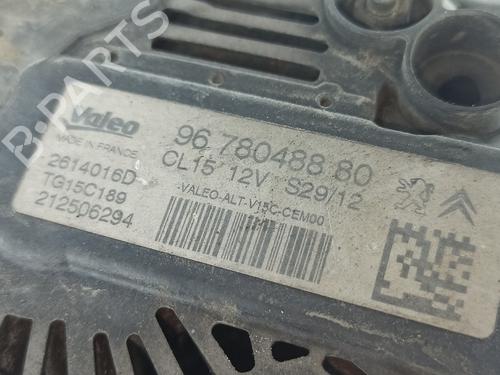 B-PARTS
Valeo
MADE IN FRANCE
2614016D
TG15C189
212506294
96 780488 80
CL15 12V S29/12
-VALEO-ALT-V15C-CEM00